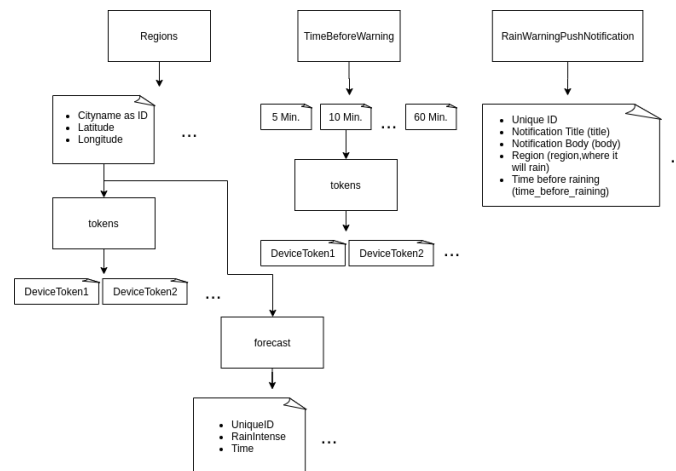 Regions
TimeBeforeWarning
RainWarningPushNotification
Cityname as ID
Latitude
Longitude
...
5 Min.
10 Min.
...
60 Min.
Unique ID
Notification Title (title)
Notification Body (body)
Region (region,where it
will rain)
Time before raining
(time_before_raining)
...
tokens
tokens
DeviceToken1
DeviceToken2
...
DeviceToken1
DeviceToken2
...
forecast
UniqueID
RainIntense
Time
...